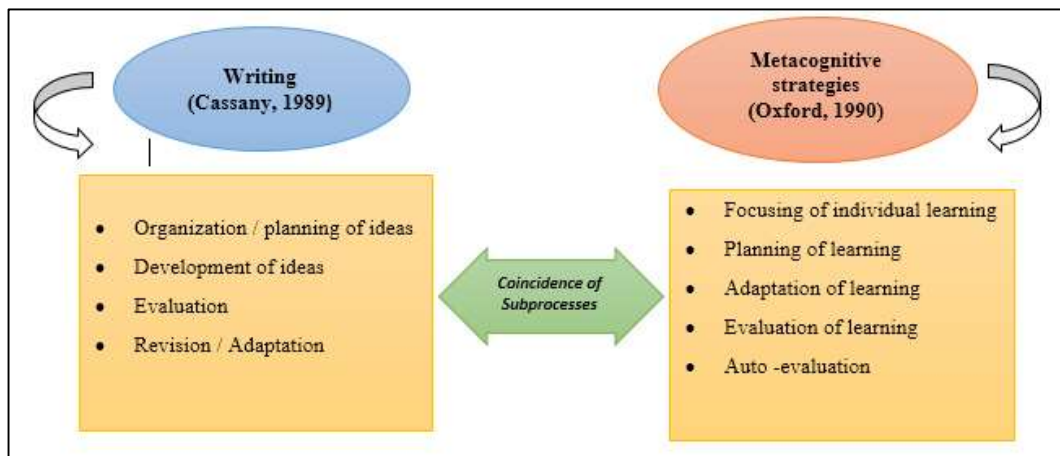 Writing
(Cassany, 1989)
Metacognitive
strategies
(Oxford, 1990)
• Organization / planning of ideas
• Development of ideas
• Evaluation
• Revision / Adaptation
Coincidence of
Subprocesses
• Focusing of individual learning
• Planning of learning
• Adaptation of learning
• Evaluation of learning
• Auto -evaluation